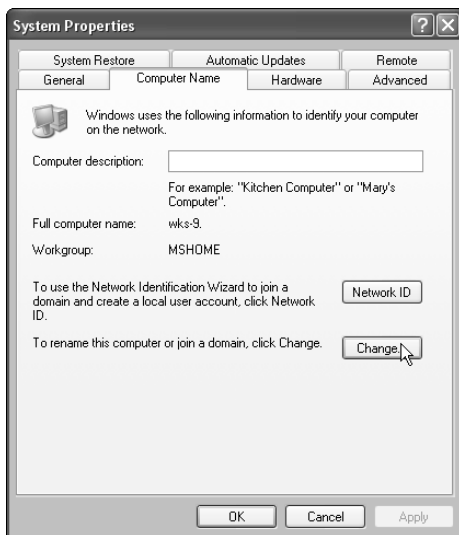 System Properties
System Restore Automatic Updates Remote
General Computer Name Hardware Advanced
Windows uses the following information to identify your computer
on the network.
Computer description:
For example: "Kitchen Computer" or "Mary's
Computer".
Full computer name: wks-9.
Workgroup: MSHOME
To use the Network Identification Wizard to join a
domain and create a local user account, click Network
ID.
Network ID
To rename this computer or join a domain, click Change.
Change...
OK Cancel Apply